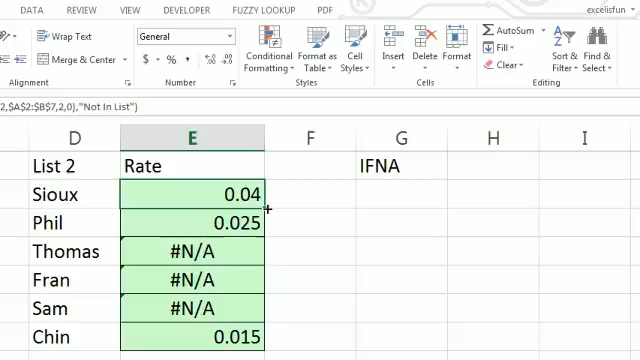 excelisfun
DATA REVIEW VIEW DEVELOPER FUZZY LOOKUP PDF
Wrap Text General AutoSum
Merge & Center $ % , Conditional Formatting Format as Table Cell Styles Insert Delete Format Fill Clear Sort & Filter Find & Select
Alignment Number Styles Cells Editing
2,$A$2:$B$7,2,0),"Not In List")
D E F G H I
List 2 Rate IFNA
Sioux 0.04
Phil 0.025
Thomas #N/A
Fran #N/A
Sam #N/A
Chin 0.015